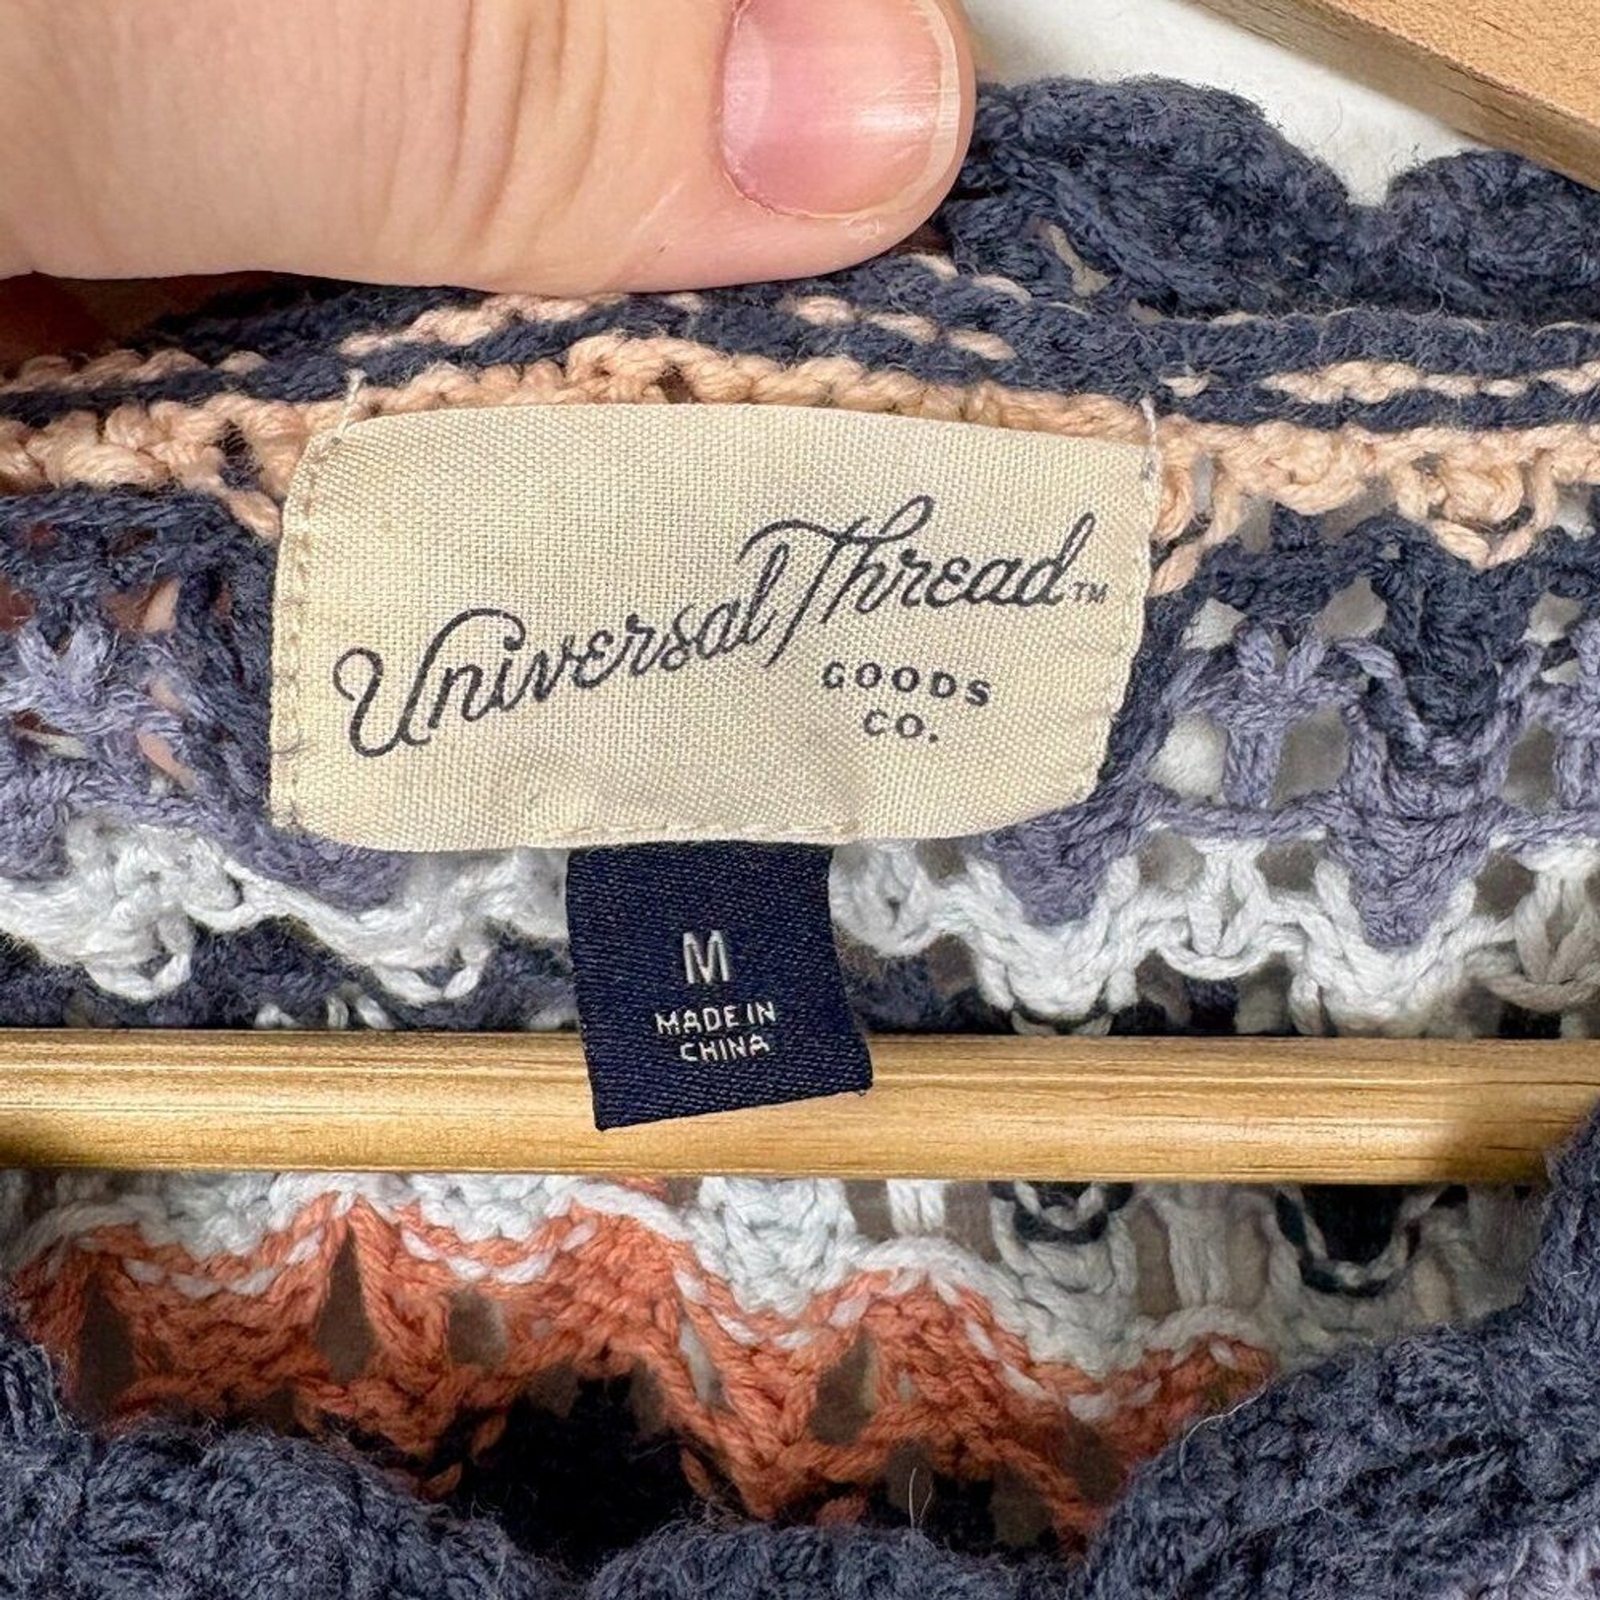 Universal Thread™
GOODS
CO.
M
MADE IN
CHINA